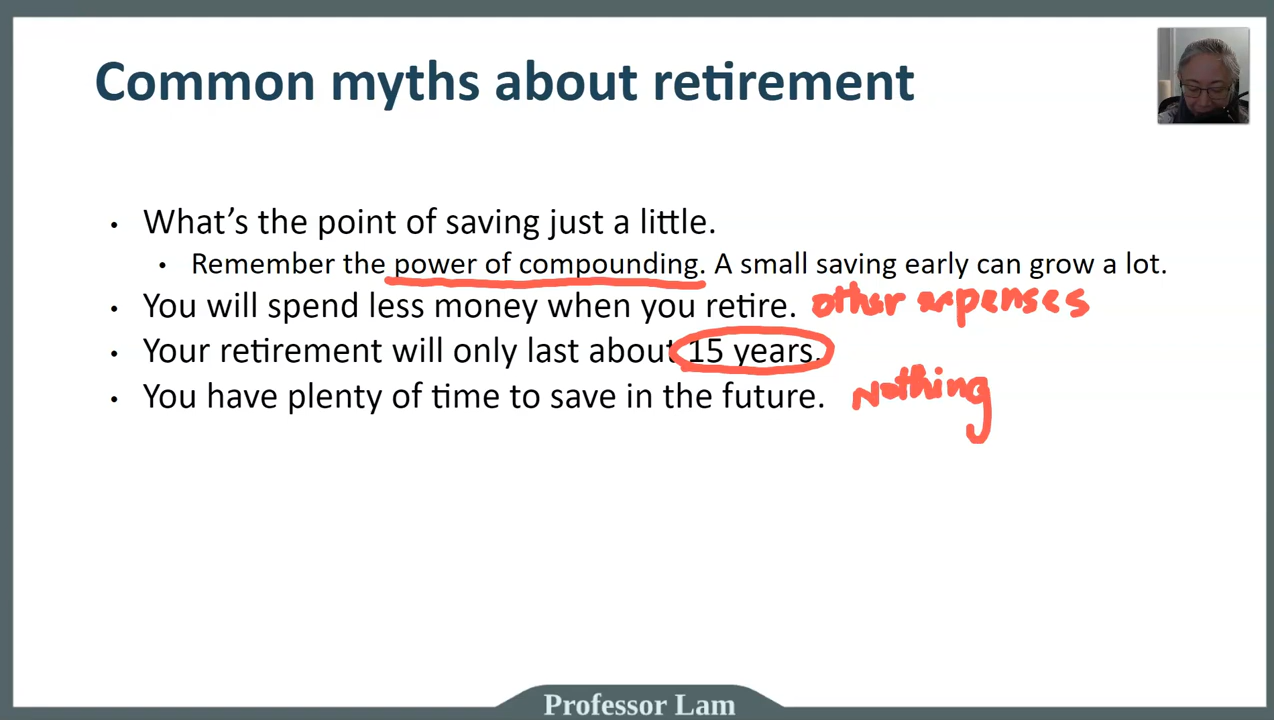 Common myths about retirement
• What's the point of saving just a little.
• Remember the power of compounding. A small saving early can grow a lot.
• You will spend less money when you retire. other expenses
• Your retirement will only last about 15 years.
• You have plenty of time to save in the future. Nothing
Professor Lam